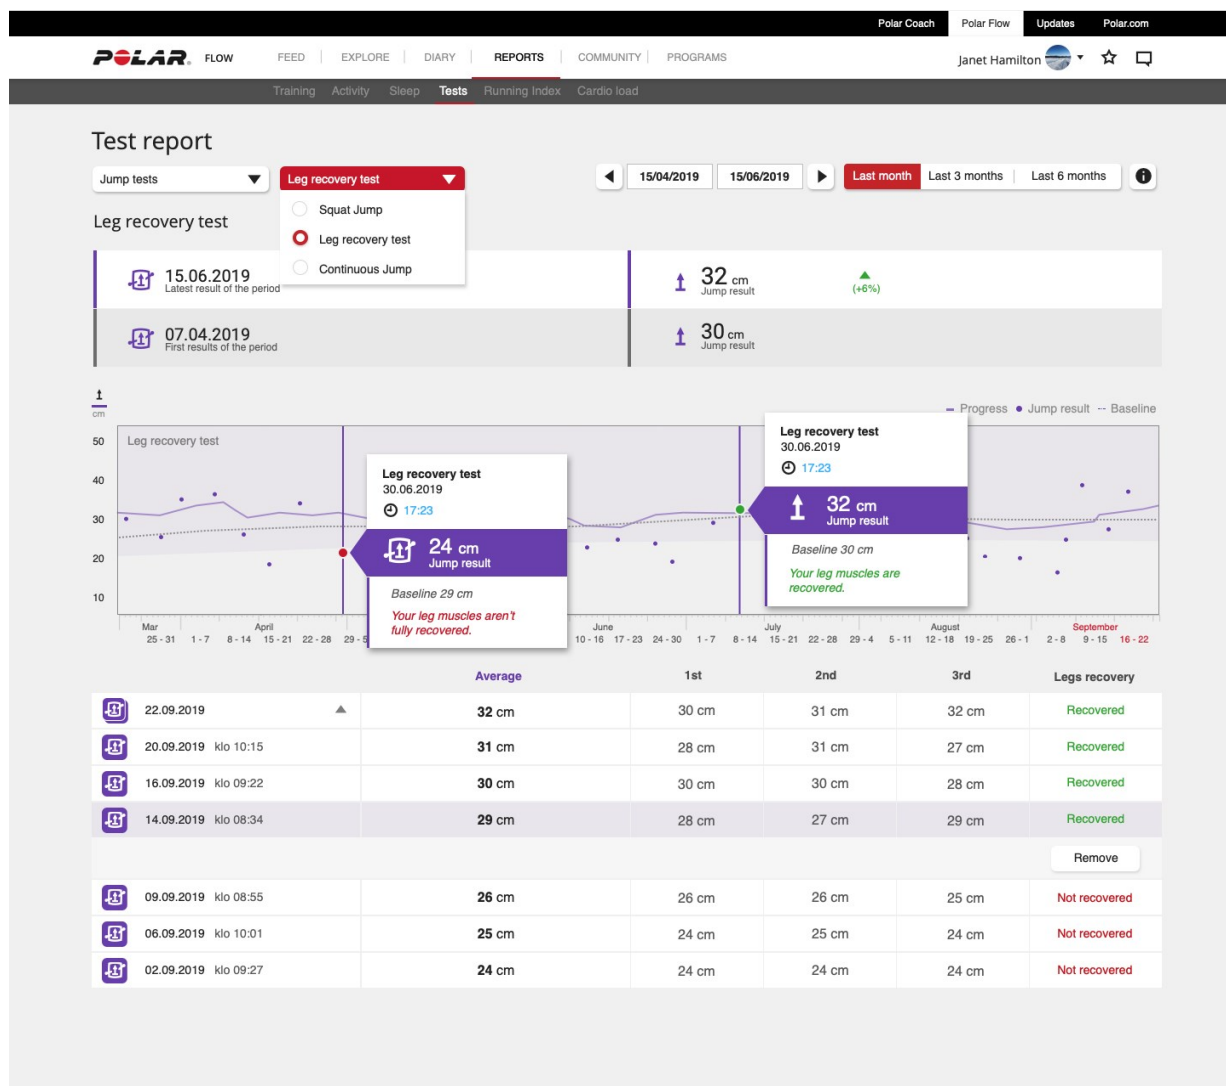 Polar Coach Polar Flow Updates Polar.com
POLAR. FLOW FEED EXPLORE DIARY REPORTS COMMUNITY PROGRAMS Janet Hamilton
Training Activity Sleep Tests Running Index Cardio load
Test report
Jump tests Leg recovery test 15/04/2019 15/06/2019 Last month Last 3 months Last 6 months i
Squat Jump
Leg recovery test
Continuous Jump
Leg recovery test
15.06.2019
Latest result of the period
32 cm
Jump result
(+6%)
07.04.2019
First results of the period
30 cm
Jump result
cm
Progress Jump result Baseline
Leg recovery test
50
40
30
20
10
Leg recovery test
30.06.2019
17:23
24 cm
Jump result
Baseline 29 cm
Your leg muscles aren't
fully recovered.
Leg recovery test
30.06.2019
17:23
32 cm
Jump result
Baseline 30 cm
Your leg muscles are
recovered.
Mar April June July August September
25 - 31 1 - 7 8 - 14 15 - 21 22 - 28 29 - 5 10 - 16 17 - 23 24 - 30 1 - 7 8 - 14 15 - 21 22 - 28 29 - 4 5 - 11 12 - 18 19 - 25 26 - 1 2 - 8 9 - 15 16 - 22
Average 1st 2nd 3rd Legs recovery
22.09.2019 32 cm 30 cm 31 cm 32 cm Recovered
20.09.2019 klo 10:15 31 cm 28 cm 31 cm 27 cm Recovered
16.09.2019 klo 09:22 30 cm 30 cm 30 cm 28 cm Recovered
14.09.2019 klo 08:34 29 cm 28 cm 27 cm 29 cm Recovered
Remove
09.09.2019 klo 08:55 26 cm 26 cm 26 cm 25 cm Not recovered
06.09.2019 klo 10:01 25 cm 24 cm 25 cm 24 cm Not recovered
02.09.2019 klo 09:27 24 cm 24 cm 24 cm 24 cm Not recovered